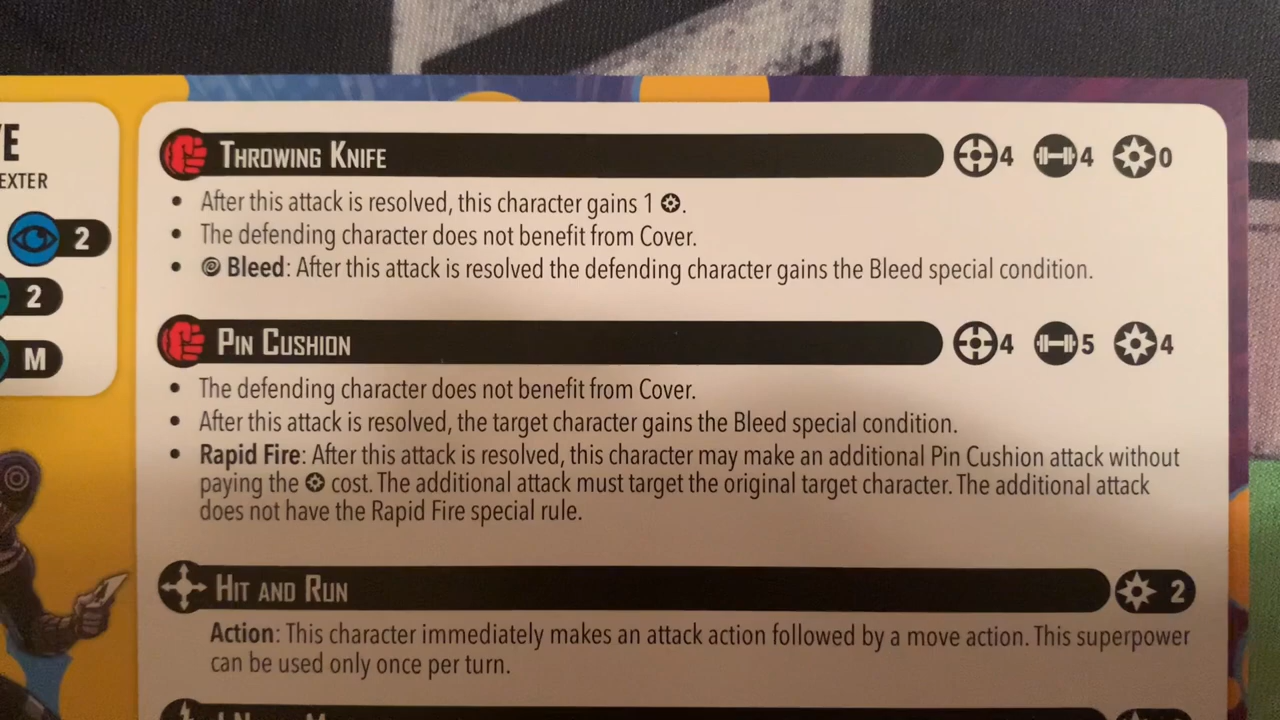 THROWING KNIFE 4 4 0
EXTER
• After this attack is resolved, this character gains 1 .
2
• The defending character does not benefit from Cover.
• Bleed: After this attack is resolved the defending character gains the Bleed special condition.
2
PIN CUSHION 4 5 4
M
• The defending character does not benefit from Cover.
• After this attack is resolved, the target character gains the Bleed special condition.
• Rapid Fire: After this attack is resolved, this character may make an additional Pin Cushion attack without
paying the cost. The additional attack must target the original target character. The additional attack
does not have the Rapid Fire special rule.
HIT AND RUN 2
Action: This character immediately makes an attack action followed by a move action. This superpower
can be used only once per turn.